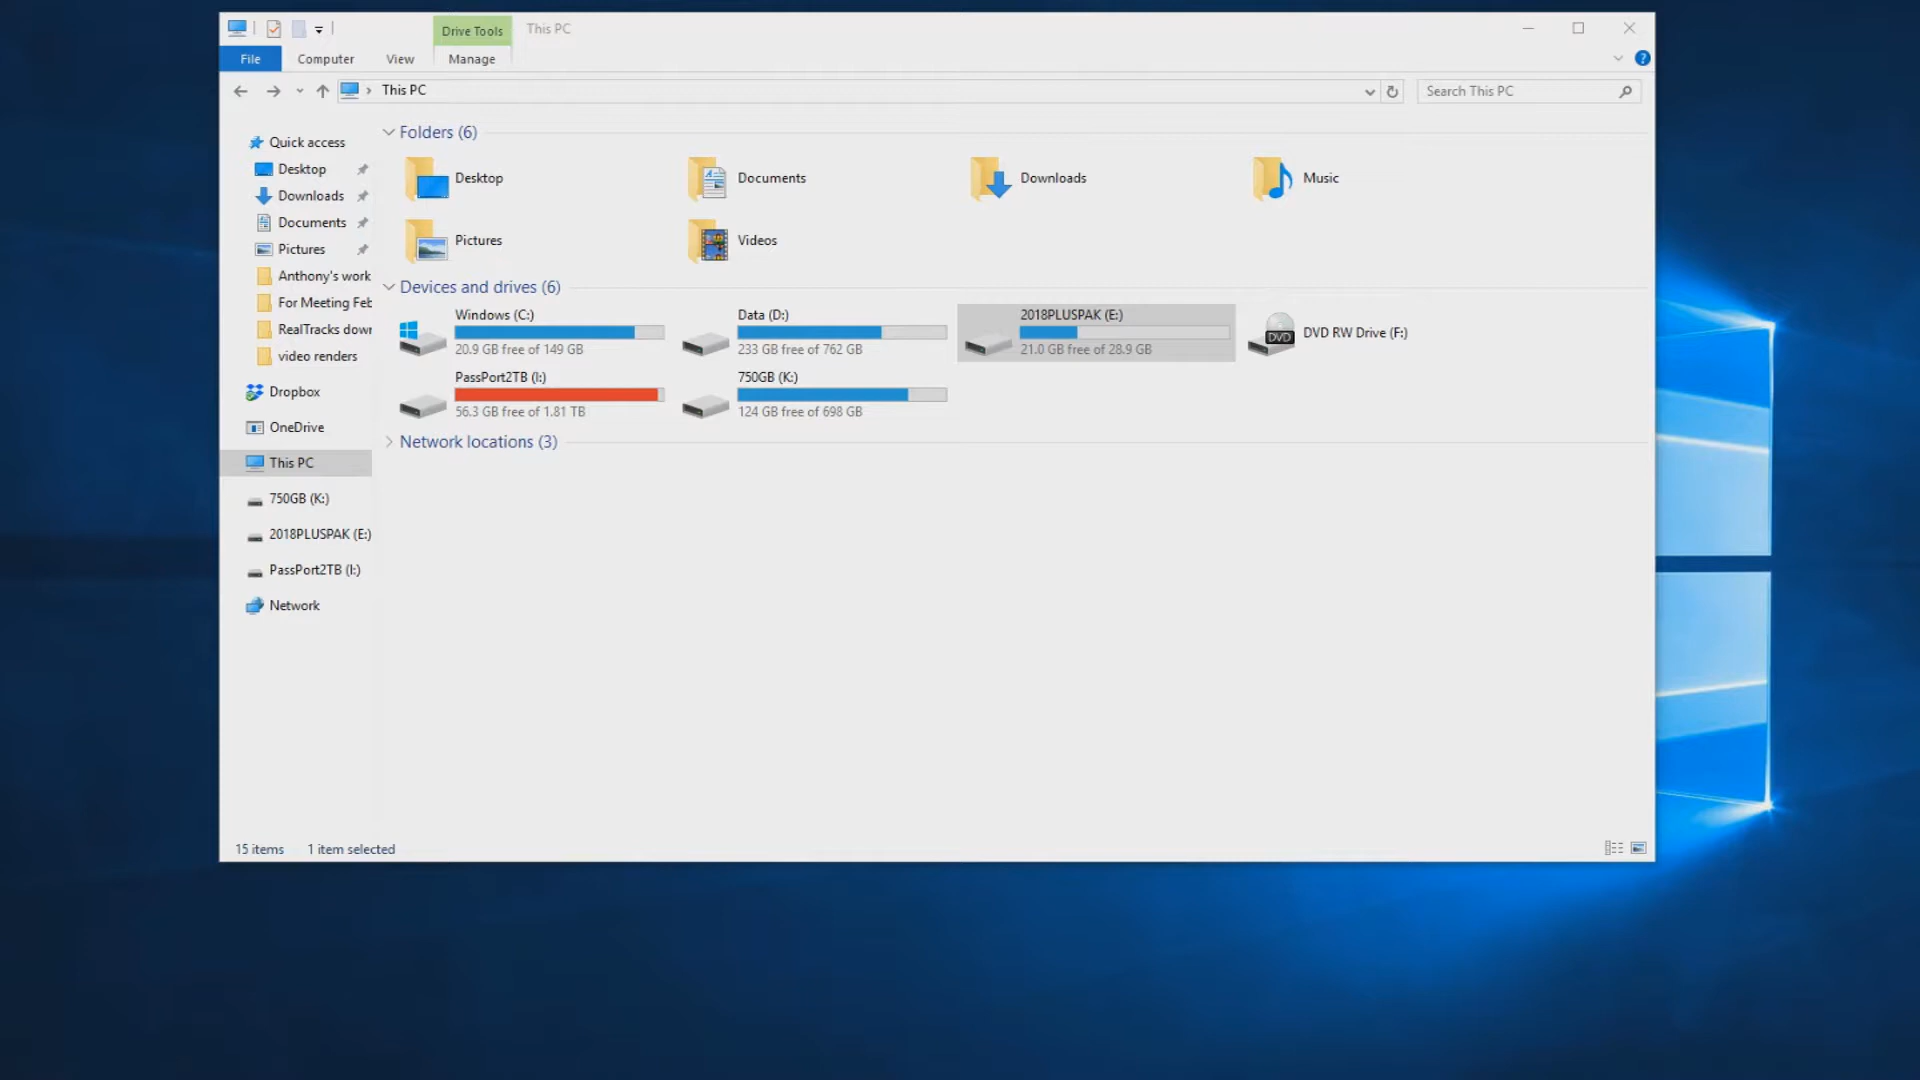 Drive Tools
This PC
File
Computer
View
Manage
This PC
Search This PC
Quick access
Desktop
Downloads
Documents
Pictures
Anthony's work
For Meeting Feb
RealTracks down
video renders
Dropbox
OneDrive
This PC
750GB (K:)
2018PLUSPAK (E:)
PassPort2TB (I:)
Network
Folders (6)
Desktop
Documents
Downloads
Music
Pictures
Videos
Devices and drives (6)
Windows (C:)
20.9 GB free of 149 GB
Data (D:)
233 GB free of 762 GB
2018PLUSPAK (E:)
21.0 GB free of 28.9 GB
DVD
DVD RW Drive (F:)
PassPort2TB (I:)
56.3 GB free of 1.81 TB
750GB (K:)
124 GB free of 698 GB
Network locations (3)
15 items
1 item selected